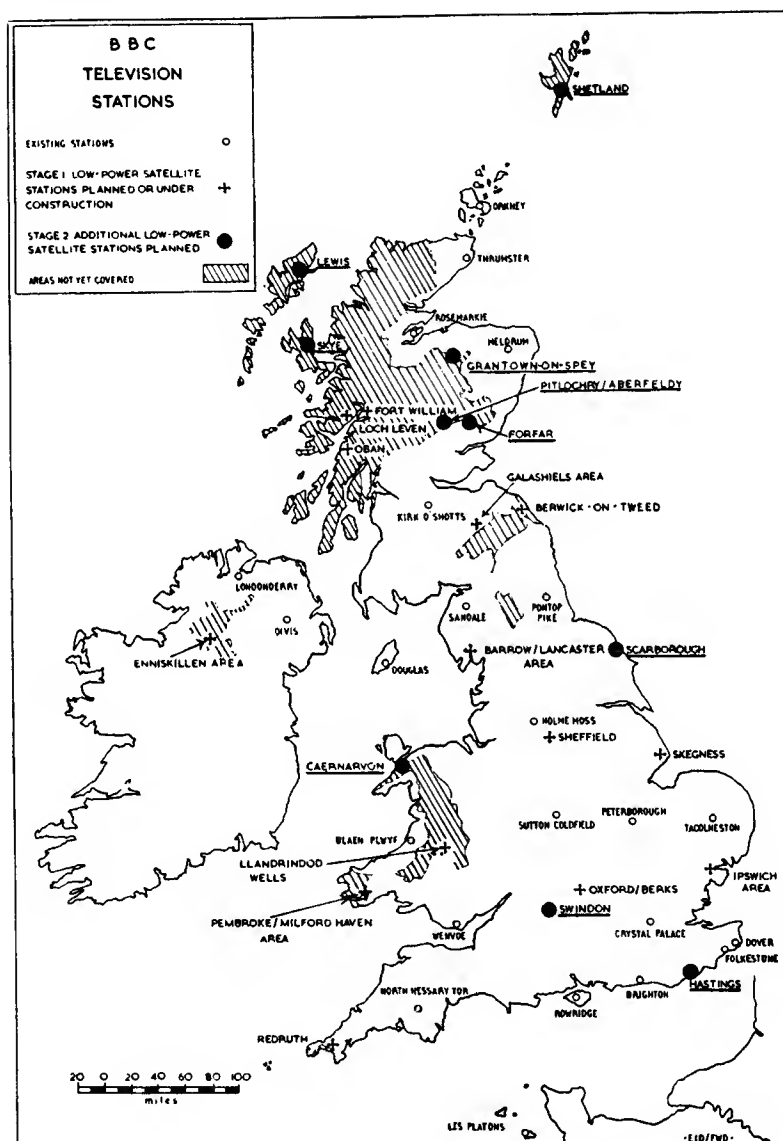 BBC
TELEVISION
STATIONS
EXISTING STATIONS
STAGE 1 LOW-POWER SATELLITE
STATIONS PLANNED OR UNDER
CONSTRUCTION
STAGE 2 ADDITIONAL LOW-POWER
SATELLITE STATIONS PLANNED
AREAS NOT YET COVERED
SHETLAND
ORKNEY
THRUMSTER
LEWIS
ROSEMARKIE
SKYE
MELDRUM
GRANTOWN-ON-SPEY
PITLOCHRY/ABERFELDY
FORT WILLIAM
LOCH LEVEN
FORFAR
OBAN
GALASHIELS AREA
KIRK O'SHOTTS
BERWICK-ON-TWEED
LONDONDERRY
DIVIS
SANDALE
PONTOP
PIKE
ENNISKILLEN AREA
DOUGLAS
BARROW/LANCASTER
AREA
SCARBOROUGH
HOLME MOSS
SHEFFIELD
SKEGNESS
CAERNARVON
SUTTON COLDFIELD
PETERBOROUGH
TACOLNESTON
BLAEN PLWYF
LLANDRINDOD
WELLS
OXFORD/BERKS
IPSWICH
AREA
PEMBROKE/MILFORD HAVEN
AREA
SWINDON
WENVOE
CRYSTAL PALACE
DOVER
FOLKESTONE
HASTINGS
BRIGHTON
ROWRIDGE
NORTH HESSARY TOR
REDRUTH
20 0 20 40 60 80 100
miles
LES PLATONS
·EID/FWD·